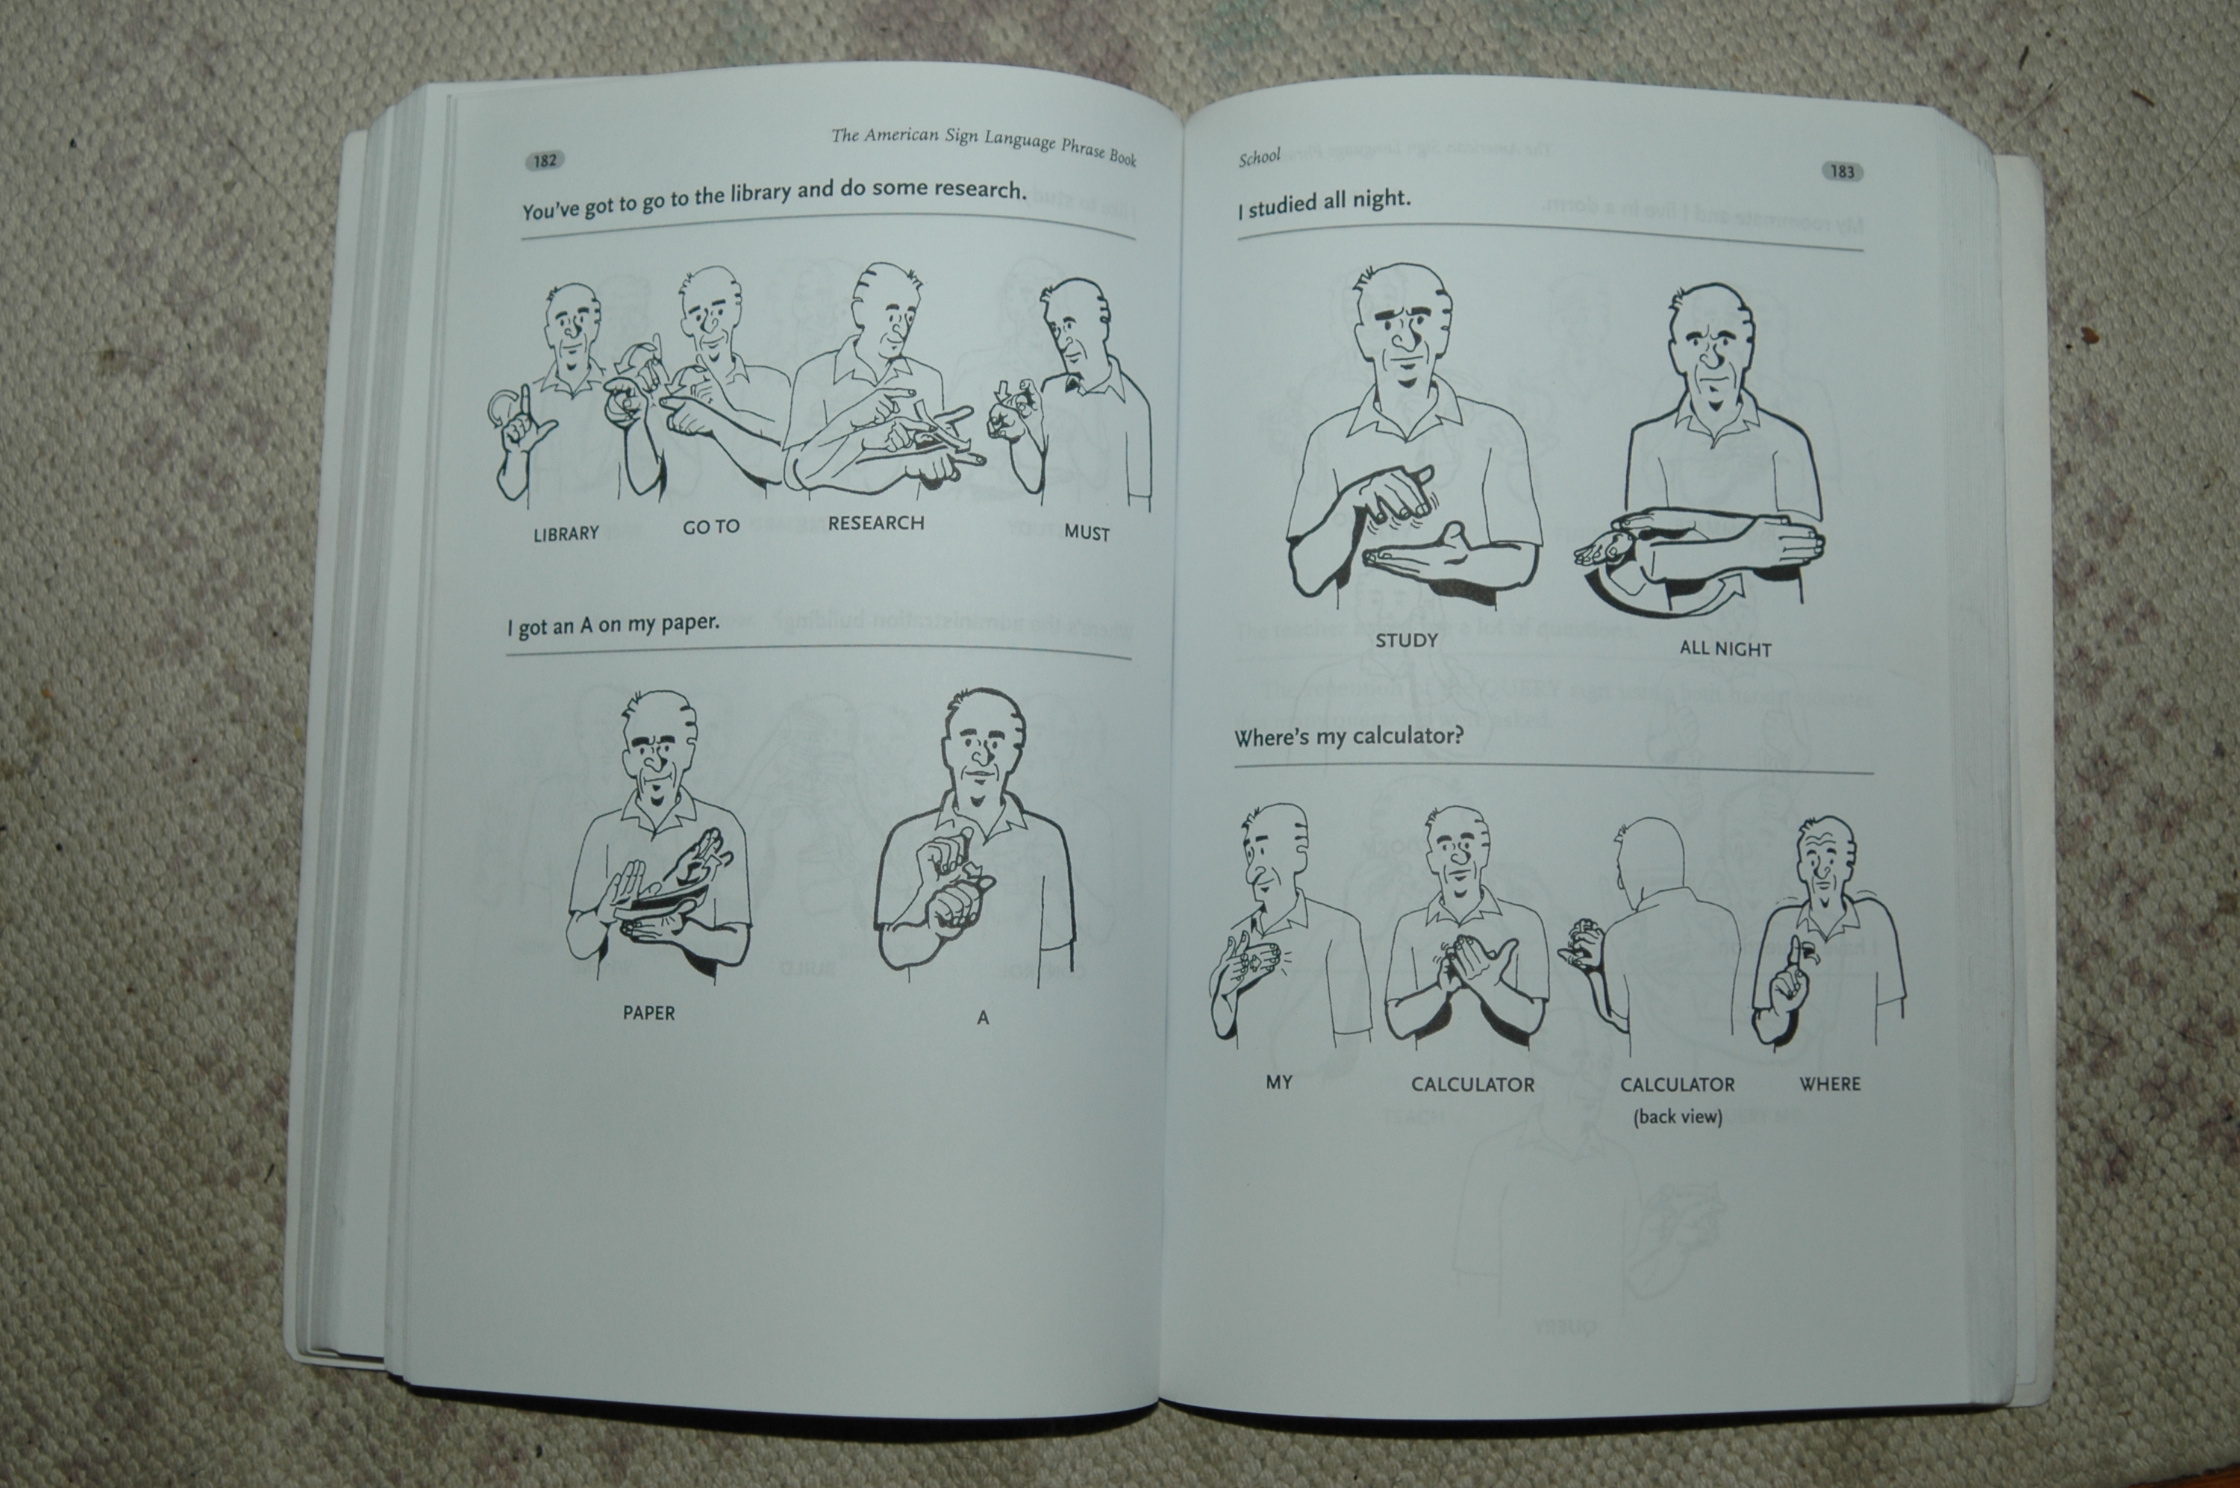 182
The American Sign Language Phrase Book
You've got to go to the library and do some research.
LIBRARY GO TO RESEARCH MUST
I got an A on my paper.
PAPER A
School 183
I studied all night.
STUDY ALL NIGHT
Where's my calculator?
MY CALCULATOR CALCULATOR WHERE
(back view)